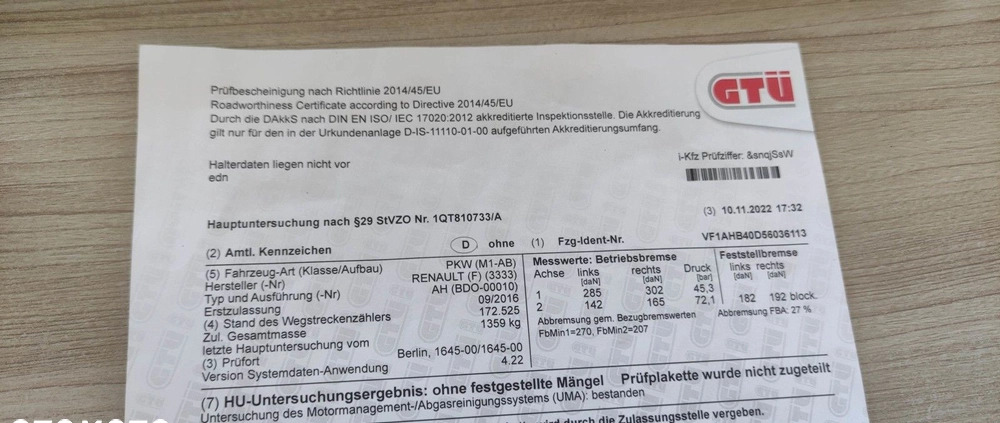 GTÜ
Prüfbescheinigung nach Richtlinie 2014/45/EU
Roadworthiness Certificate according to Directive 2014/45/EU
Durch die DAkkS nach DIN EN ISO/ IEC 17020:2012 akkreditierte Inspektionsstelle. Die Akkreditierung
gilt nur für den in der Urkundenanlage D-IS-11110-01-00 aufgeführten Akkreditierungsumfang.
Halterdaten liegen nicht vor
edn
i-Kfz Prüfziffer: &snqjSsW
Hauptuntersuchung nach §29 StVZO Nr. 1QT810733/A
(3) 10.11.2022 17:32
(2) Amtl. Kennzeichen D ohne (1) Fzg-Ident-Nr. VF1AHB40D56036113
(5) Fahrzeug-Art (Klasse/Aufbau) PKW (M1-AB)
Hersteller (-Nr) RENAULT (F) (3333)
Typ und Ausführung (-Nr) AH (BDO-00010)
Erstzulassung 09/2016
(4) Stand des Wegstreckenzählers 172.525
Zul. Gesamtmasse 1359 kg
letzte Hauptuntersuchung vom
(3) Prüfort Berlin, 1645-00/1645-00
Version Systemdaten-Anwendung 4.22
Messwerte: Betriebsbremse Feststellbremse
Achse links rechts Druck links rechts
[daN] [daN] [bar] [daN] [daN]
1 285 302 45,3
2 142 165 72,1 182 192 block.
Abbremsung gem. Bezugbremswerten Abbremsung FBA: 27 %
FbMin1=270, FbMin2=207
(7) HU-Untersuchungsergebnis: ohne festgestellte Mängel Prüfplakette wurde nicht zugeteilt
Untersuchung des Motormanagement-/Abgasreinigungssystems (UMA): bestanden
wird durch die Zulassungsstelle vergeben.